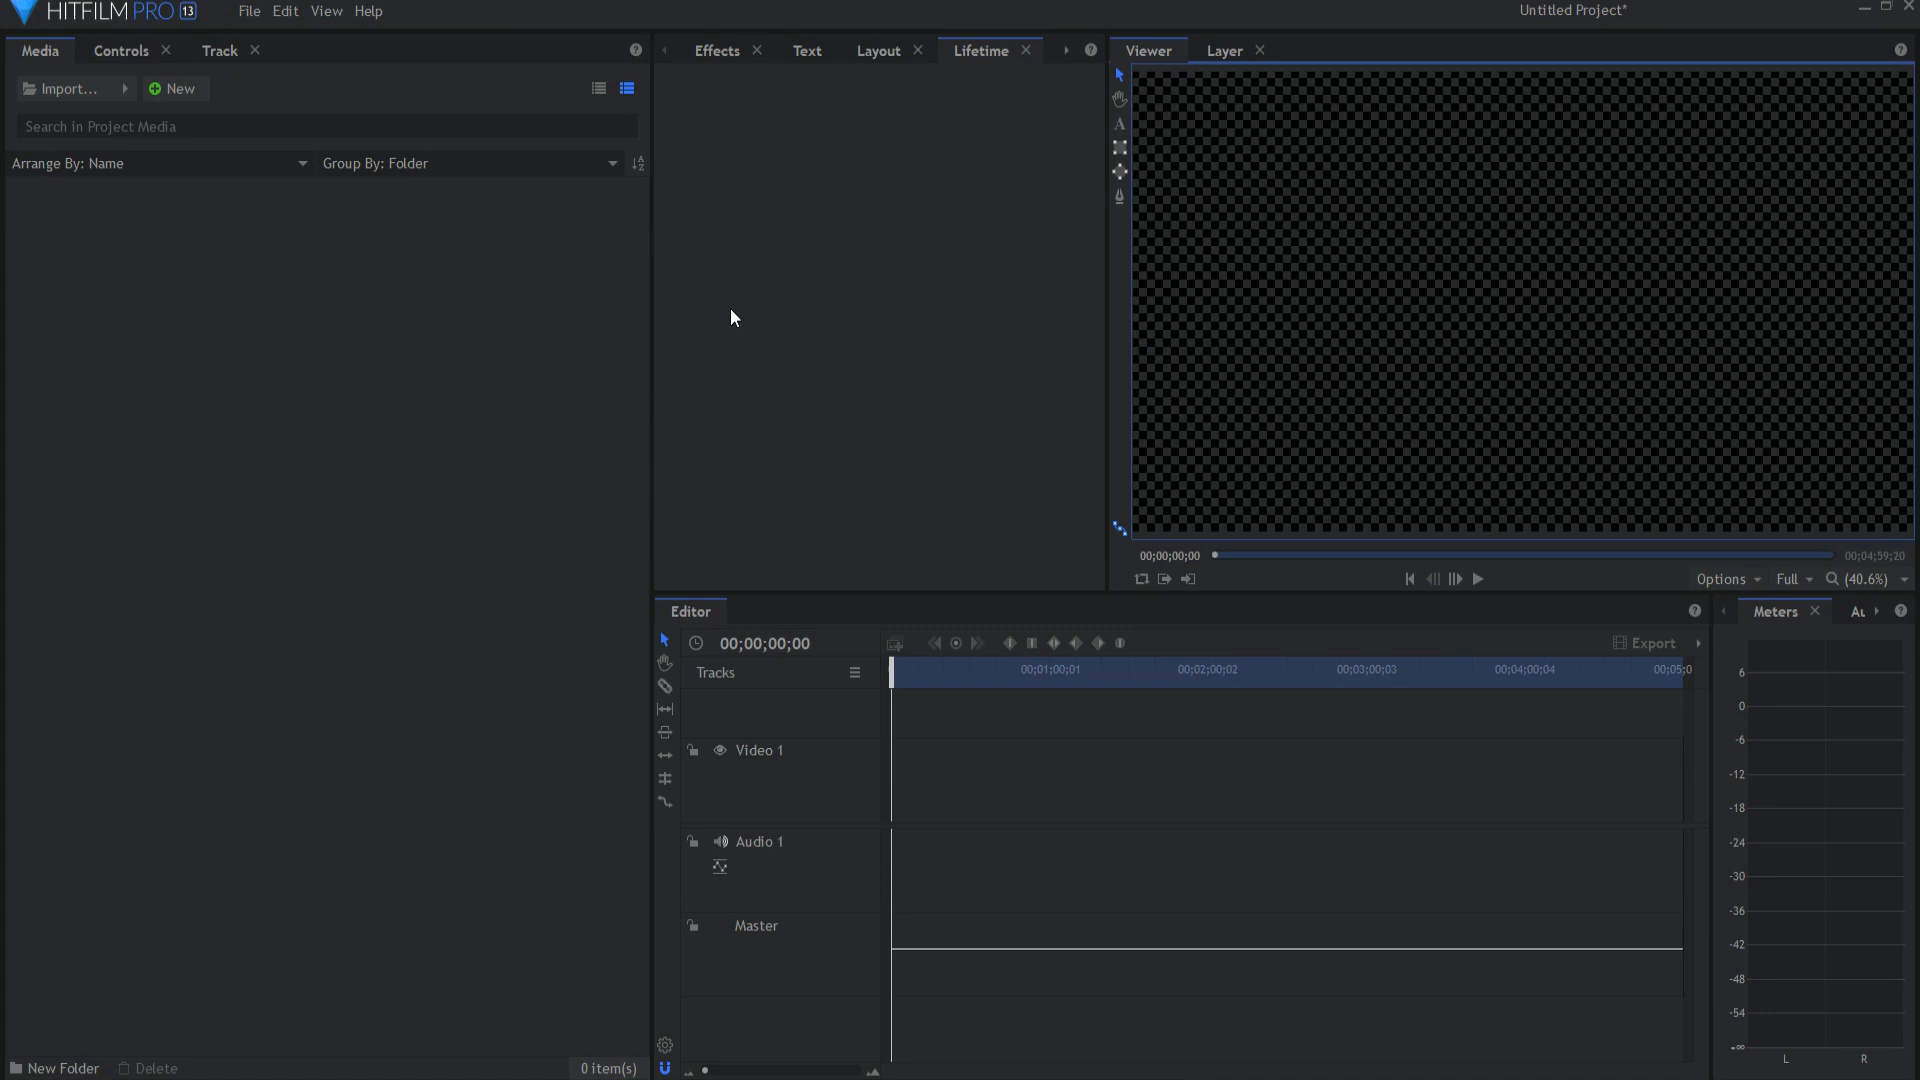 HITFILM PRO 13 File Edit View Help Untitled Project*
Media Controls Track
Import... New
Search in Project Media
Arrange By: Name Group By: Folder
New Folder Delete 0 item(s)
Effects Text Layout Lifetime
Viewer Layer
A
00;00;00;00 00;04;59;20
Options Full (40.6%)
Editor
00;00;00;00 Export
Tracks 00;01;00;01 00;02;00;02 00;03;00;03 00;04;00;04 00;05;0
Video 1
Audio 1
Master
Meters Au
6
0
-6
-12
-18
-24
-30
-36
-42
-48
-54
-∞
L R